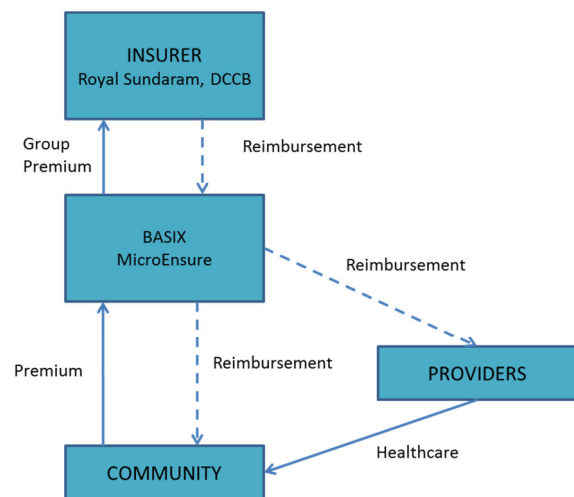 INSURER
Royal Sundaram, DCCB
Group
Premium
Reimbursement
BASIX
MicroEnsure
Reimbursement
Premium
Reimbursement
PROVIDERS
Healthcare
COMMUNITY